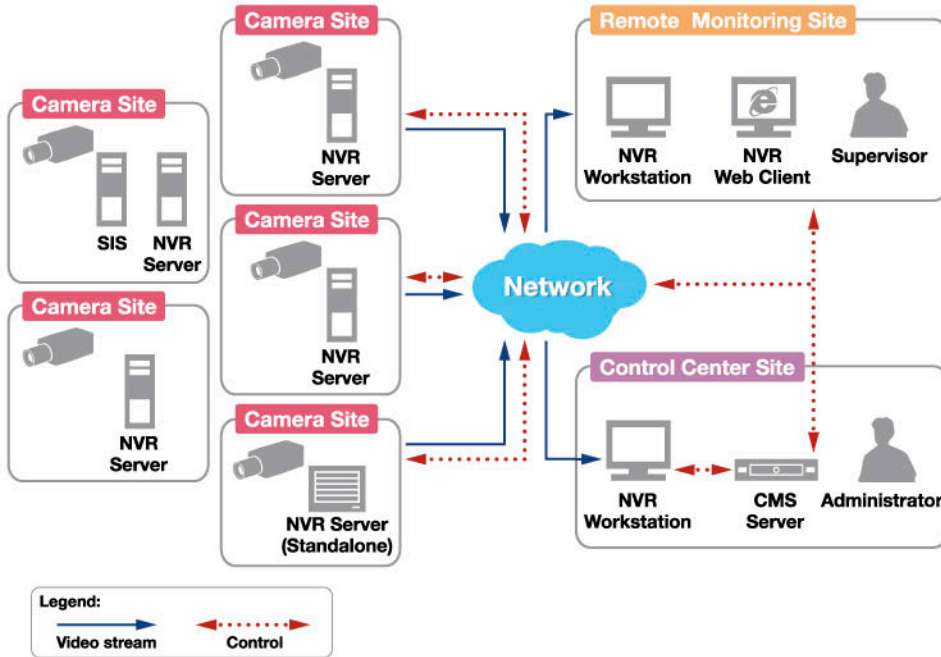 Camera Site
NVR
Server
Camera Site
SIS
NVR
Server
Camera Site
NVR
Server
Camera Site
NVR
Server
Camera Site
NVR Server
(Standalone)
Network
Remote Monitoring Site
NVR
Workstation
NVR
Web Client
Supervisor
Control Center Site
NVR
Workstation
CMS
Server
Administrator
Legend:
Video stream
Control